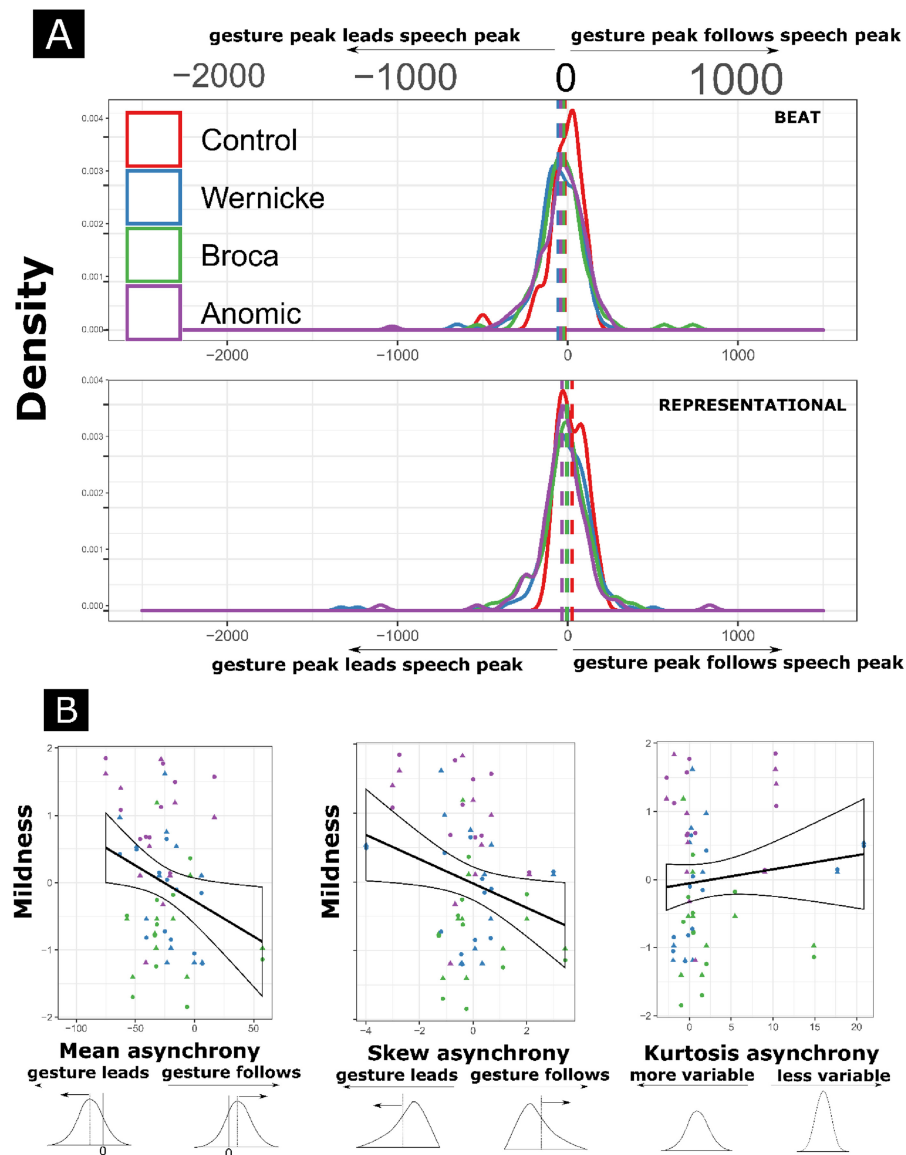 A
gesture peak leads speech peak gesture peak follows speech peak
−2000 −1000 0 1000
BEAT
0.004
0.003
0.002
0.001
0.000
Control
Wernicke
Broca
Anomic
−2000 −1000 0 1000
Density
REPRESENTATIONAL
0.004
0.003
0.002
0.001
0.000
−2000 −1000 0 1000
gesture peak leads speech peak gesture peak follows speech peak
B
Mildness
2
1
0
−1
−2
−100 −50 0 50
Mean asynchrony
gesture leads gesture follows
0 0
Mildness
−4 −2 0 2
Skew asynchrony
gesture leads gesture follows
2
1
0
−1
−2
0 5 10 15 20
Kurtosis asynchrony
more variable less variable